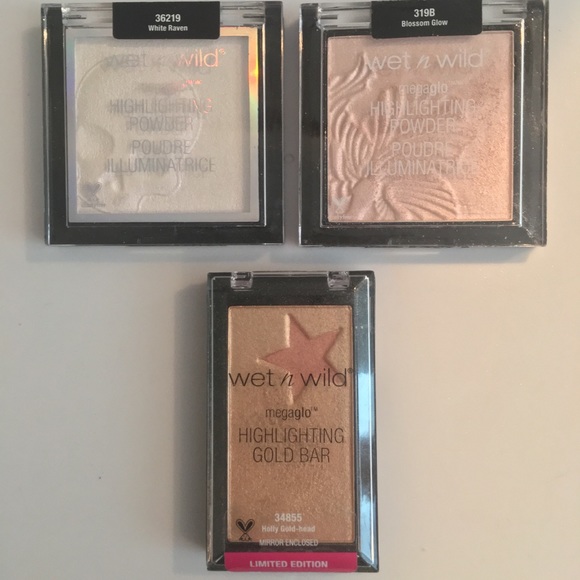 36219
White Raven
wet n wild®
HIGHLIGHTING
POWDER
POUDRE
ILLUMINATRICE
319B
Blossom Glow
wet n wild
megaglo
HIGHLIGHTING
POWDER
POUDRE
ILLUMINATRICE
wet n wild®
megaglo™
HIGHLIGHTING
GOLD BAR
34855
Holly Gold-head
MIRROR ENCLOSED
LIMITED EDITION